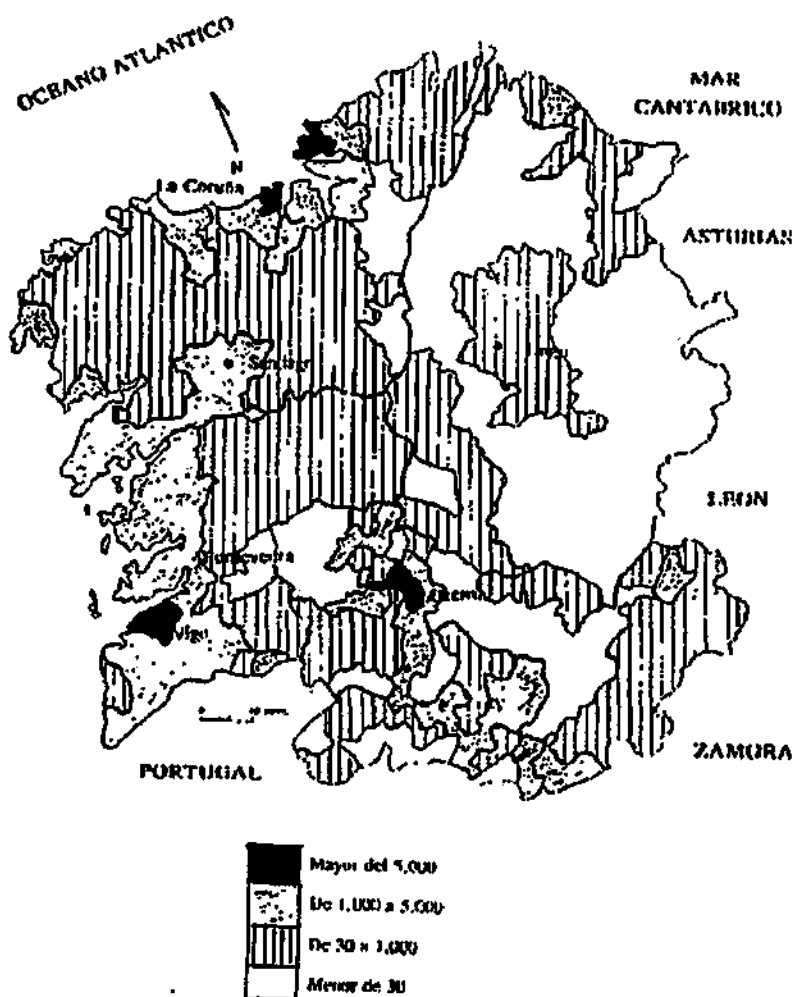 OCEANO ATLANTICO
MAR
CANTABRICO
N
La Coruña
ASTURIAS
LEON
Pontevedra
Vigo
PORTUGAL
ZAMORA
Mayor del 5,000
De 1,000 a 5,000
De 30 a 1,000
Menor de 30